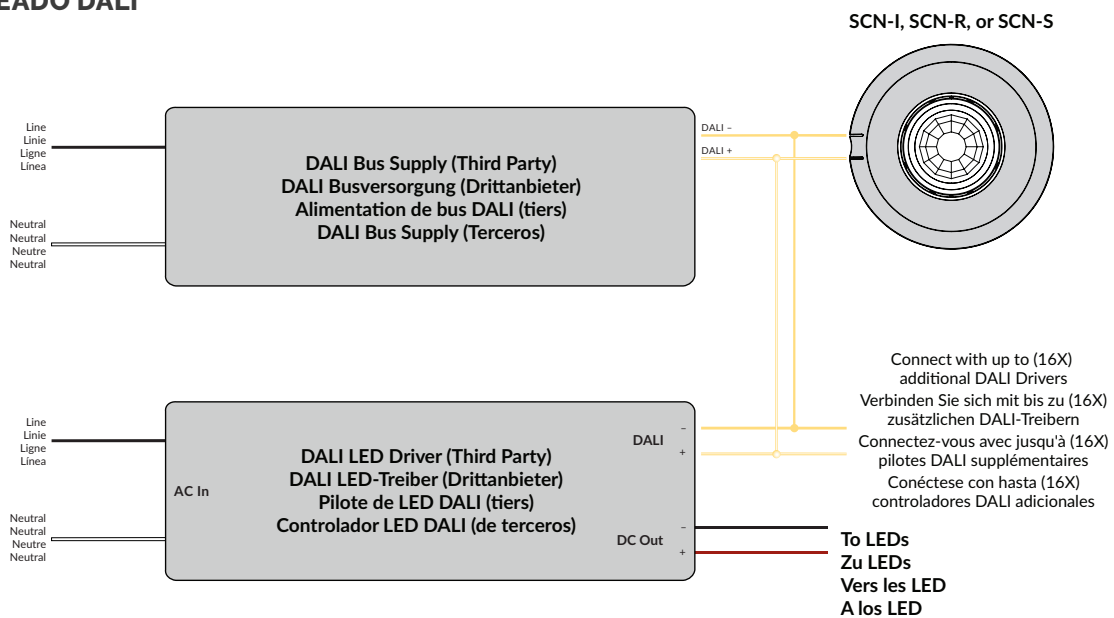 EADO DALI
SCN-I, SCN-R, or SCN-S
Line
Linie
Ligne
Línea
Neutral
Neutral
Neutre
Neutral
DALI Bus Supply (Third Party)
DALI Busversorgung (Drittanbieter)
Alimentation de bus DALI (tiers)
DALI Bus Supply (Terceros)
DALI –
DALI +
Line
Linie
Ligne
Línea
Neutral
Neutral
Neutre
Neutral
AC In
DALI LED Driver (Third Party)
DALI LED-Treiber (Drittanbieter)
Pilote de LED DALI (tiers)
Controlador LED DALI (de terceros)
DALI
–
+
DC Out
–
+
Connect with up to (16X)
additional DALI Drivers
Verbinden Sie sich mit bis zu (16X)
zusätzlichen DALI-Treibern
Connectez-vous avec jusqu'à (16X)
pilotes DALI supplémentaires
Conéctese con hasta (16X)
controladores DALI adicionales
To LEDs
Zu LEDs
Vers les LED
A los LED